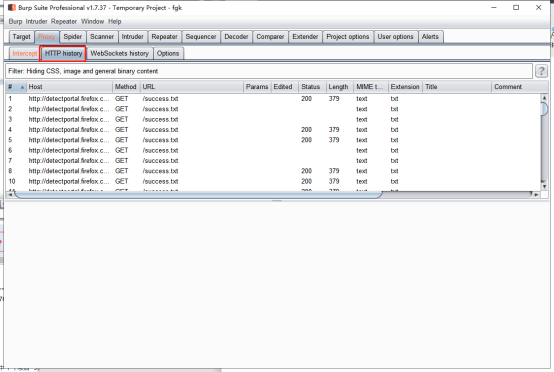 Burp Suite Professional v1.7.37 - Temporary Project - fgk
Burp Intruder Repeater Window Help
Target Proxy Spider Scanner Intruder Repeater Sequencer Decoder Comparer Extender Project options User options Alerts
Intercept HTTP history WebSockets history Options
Filter: Hiding CSS, image and general binary content ?
# Host Method URL Params Edited Status Length MIME t... Extension Title Comment
1 http://detectportal.firefox.c... GET /success.txt 200 379 text txt
2 http://detectportal.firefox.c... GET /success.txt text txt
3 http://detectportal.firefox.c... GET /success.txt text txt
4 http://detectportal.firefox.c... GET /success.txt 200 379 text txt
5 http://detectportal.firefox.c... GET /success.txt 200 379 text txt
6 http://detectportal.firefox.c... GET /success.txt text txt
7 http://detectportal.firefox.c... GET /success.txt text txt
8 http://detectportal.firefox.c... GET /success.txt 200 379 text txt
10 http://detectportal.firefox.c... GET /success.txt 200 379 text txt